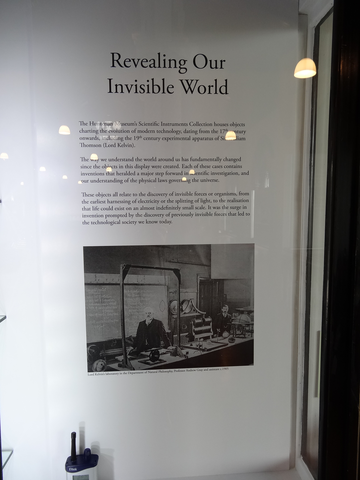 Revealing Our
Invisible World
The Museum's Scientific Instruments Collection houses objects
charting the evolution of modern technology, dating from the 17th century
onwards, including the 19th century experimental apparatus of
Thomson (Lord Kelvin).
The way we understand the world around us has fundamentally changed
since the objects in this display were created. Each of these cases contains
inventions that heralded a major step forward in scientific investigation, and
our understanding of the physical laws governing the universe.
These objects all relate to the discovery of invisible forces or organisms, from
the earliest harnessing of electricity or the splitting of light, to the realisation
that life could exist on an almost indefinitely small scale. It was the surge in
invention prompted by the discovery of previously invisible forces that led to
the technological society we know today.